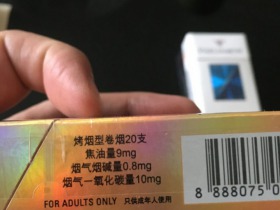 烤烟型卷烟20支
焦油量9mg
烟气烟碱量0.8mg
烟气一氧化碳量10mg
FOR ADULTS ONLY 只供成年人使用
8 888075 0